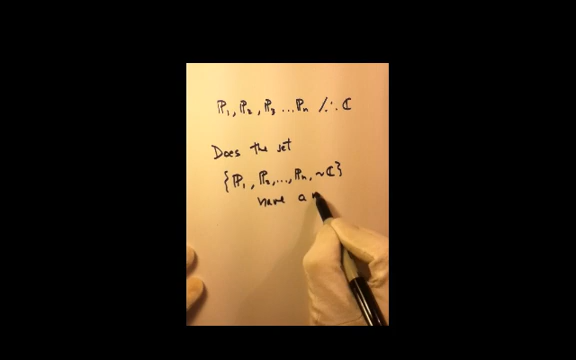 ℙ₁, ℙ₂, ℙ₃ ... ℙₙ /∴ ℂ
Does the set
{ℙ₁, ℙ₂, ..., ℙₙ, ~ℂ}
have a